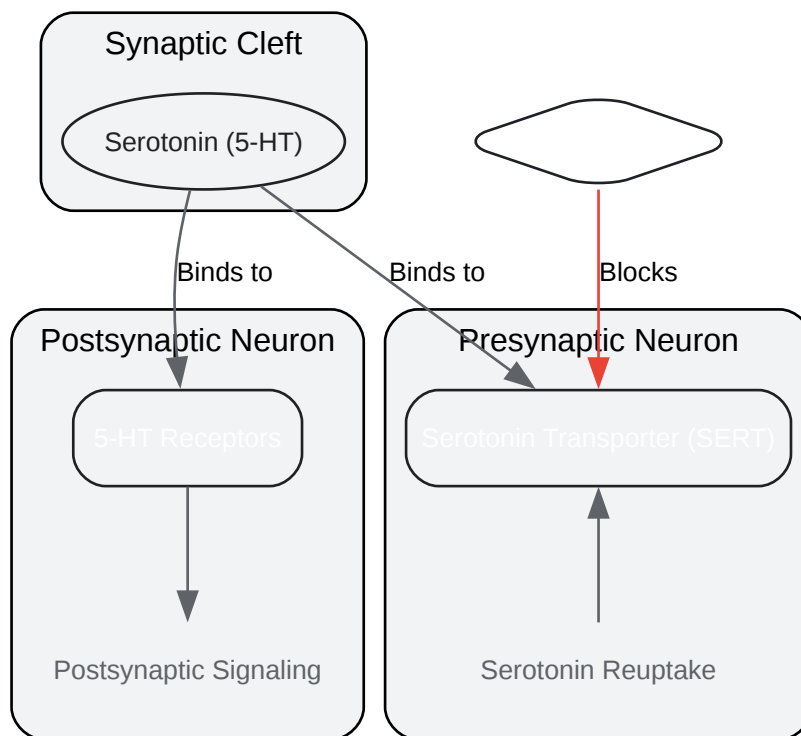 Synaptic Cleft
Serotonin (5-HT)
Binds to
Binds to
Blocks
Postsynaptic Neuron
Presynaptic Neuron
5-HT Receptors
Serotonin Transporter (SERT)
Postsynaptic Signaling
Serotonin Reuptake